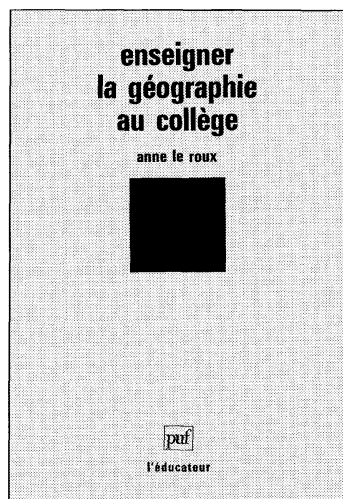 enseigner
la géographie
au collège
anne le roux
puf
l'éducateur